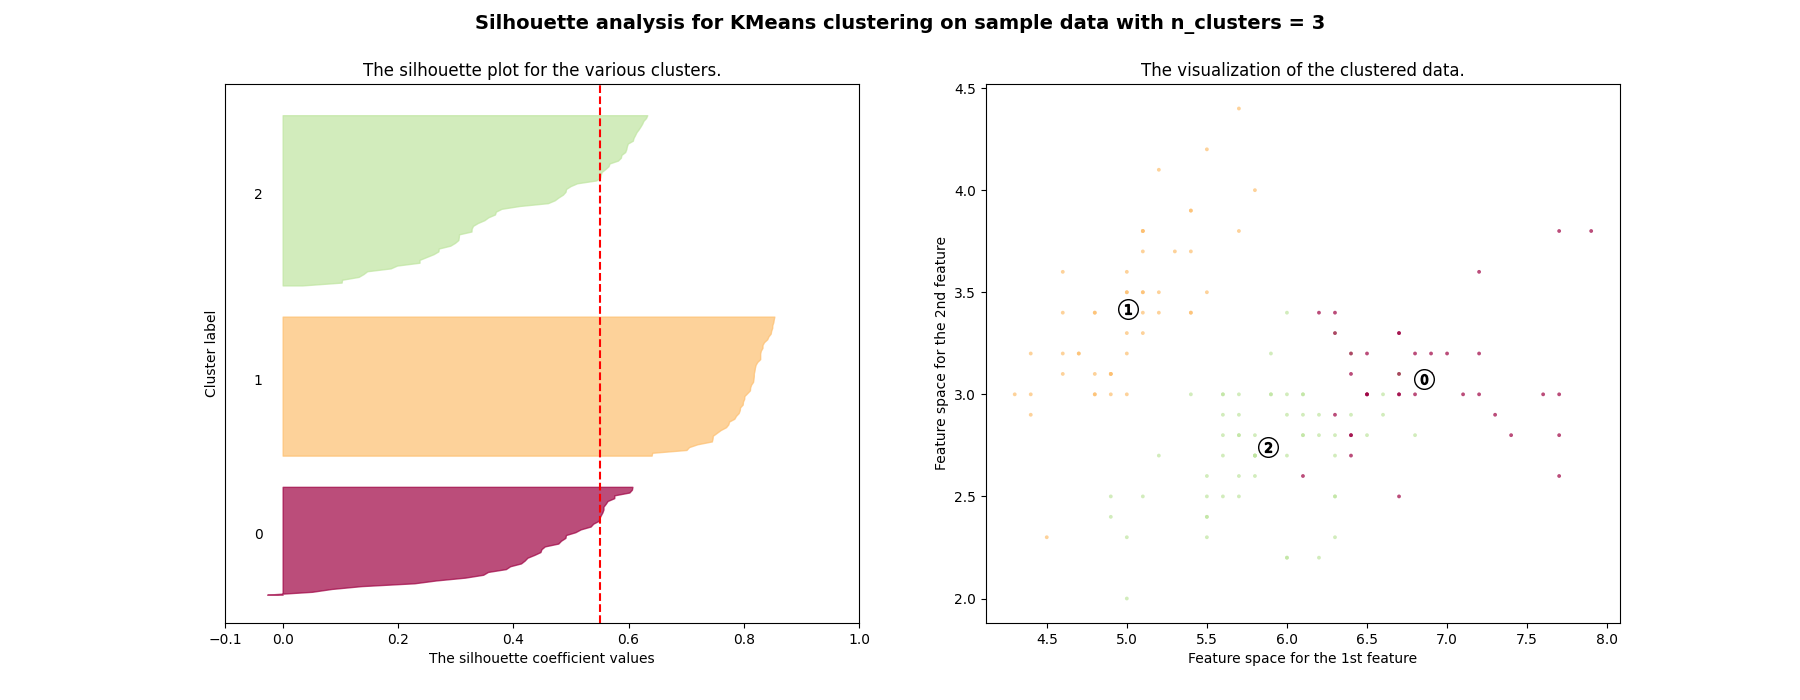 Silhouette analysis for KMeans clustering on sample data with n_clusters = 3
The silhouette plot for the various clusters.
2
1
0
Cluster label
−0.1 0.0 0.2 0.4 0.6 0.8 1.0
The silhouette coefficient values
The visualization of the clustered data.
4.5
4.0
3.5
3.0
2.5
2.0
Feature space for the 2nd feature
1
0
2
4.5 5.0 5.5 6.0 6.5 7.0 7.5 8.0
Feature space for the 1st feature